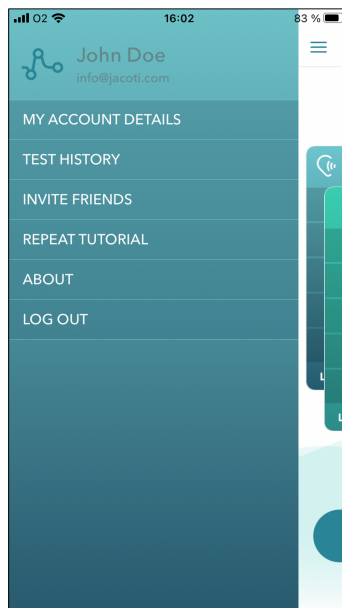 O2 16:02 83 %
John Doe
info@jacoti.com
MY ACCOUNT DETAILS
TEST HISTORY
INVITE FRIENDS
REPEAT TUTORIAL
ABOUT
LOG OUT
L
L